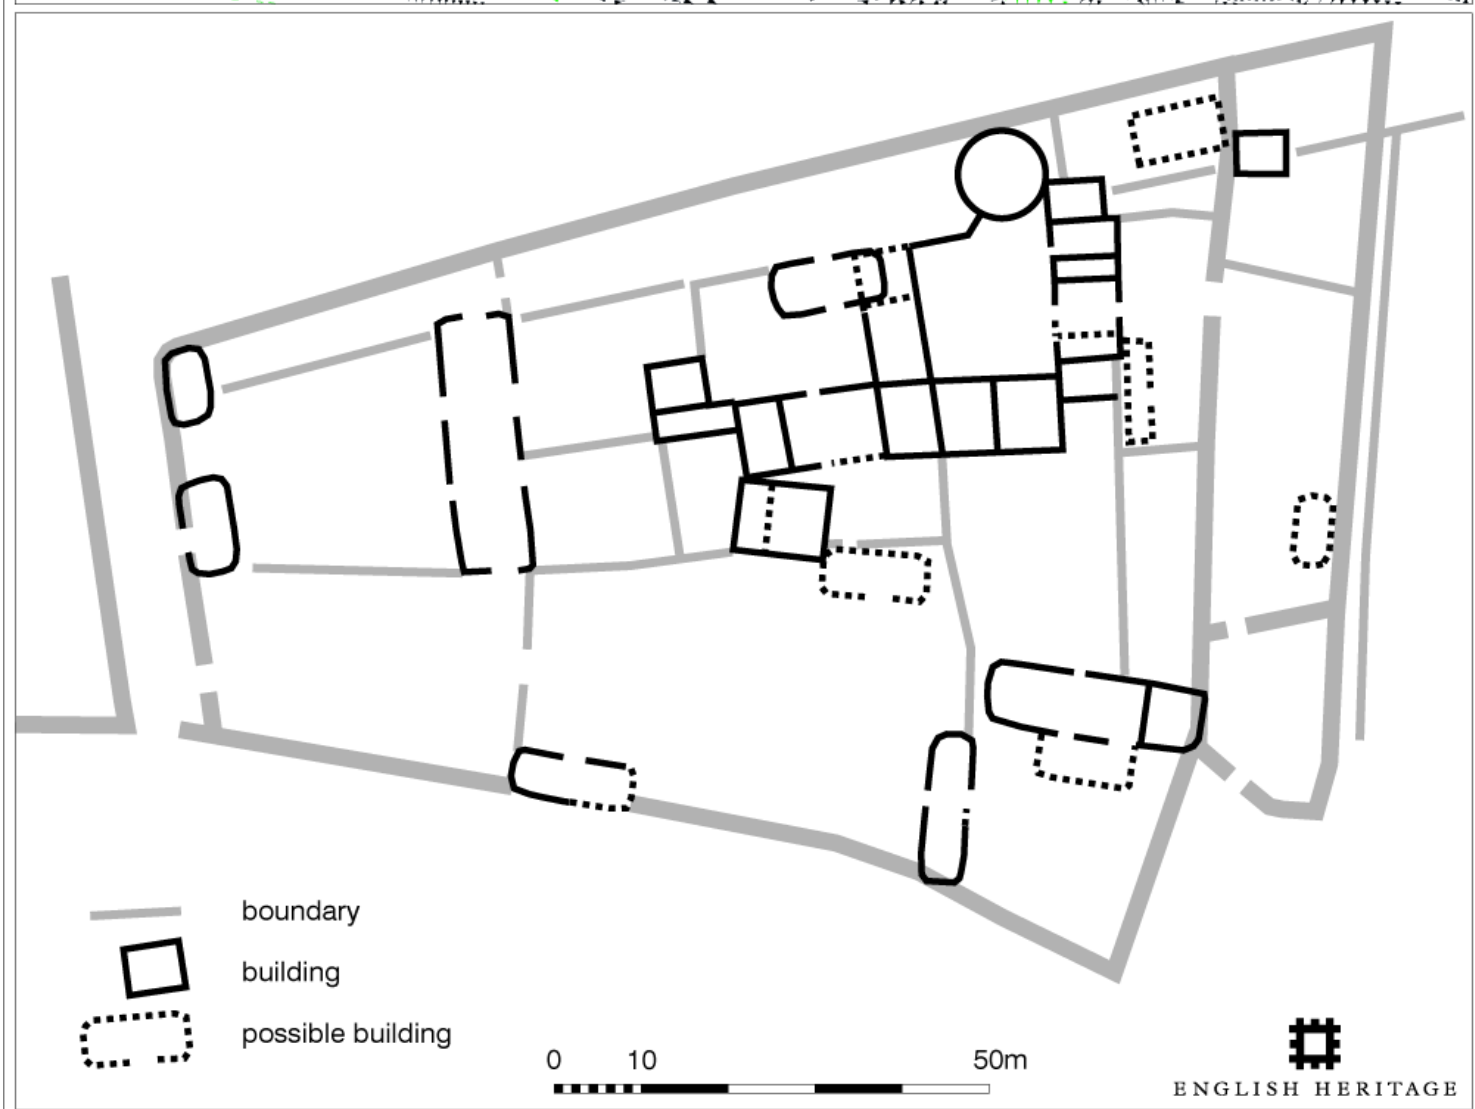 boundary
building
possible building
0 10 50m
ENGLISH HERITAGE